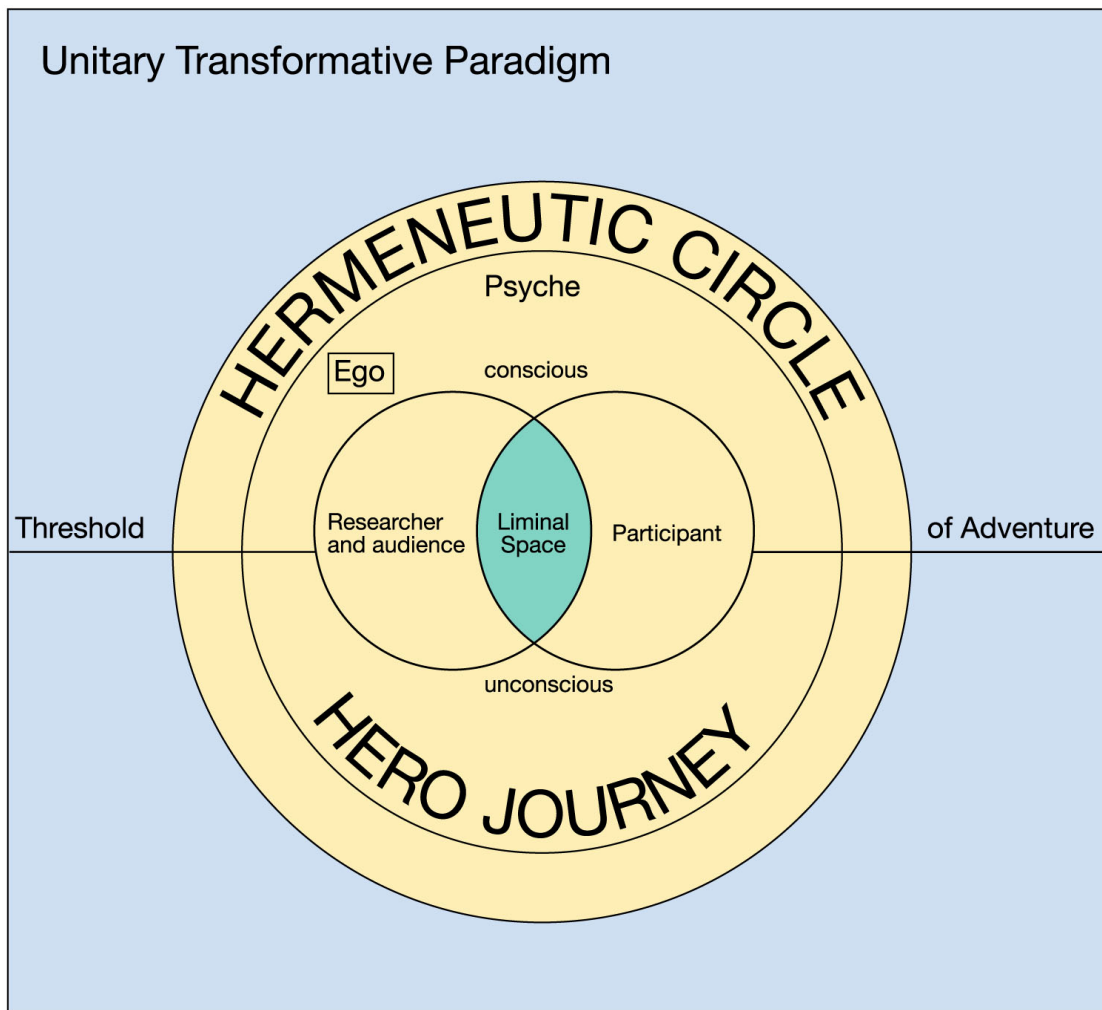 Unitary Transformative Paradigm
HERMENEUTIC CIRCLE
Psyche
Ego
conscious
Threshold
of Adventure
Researcher
and audience
Liminal
Space
Participant
unconscious
HERO JOURNEY